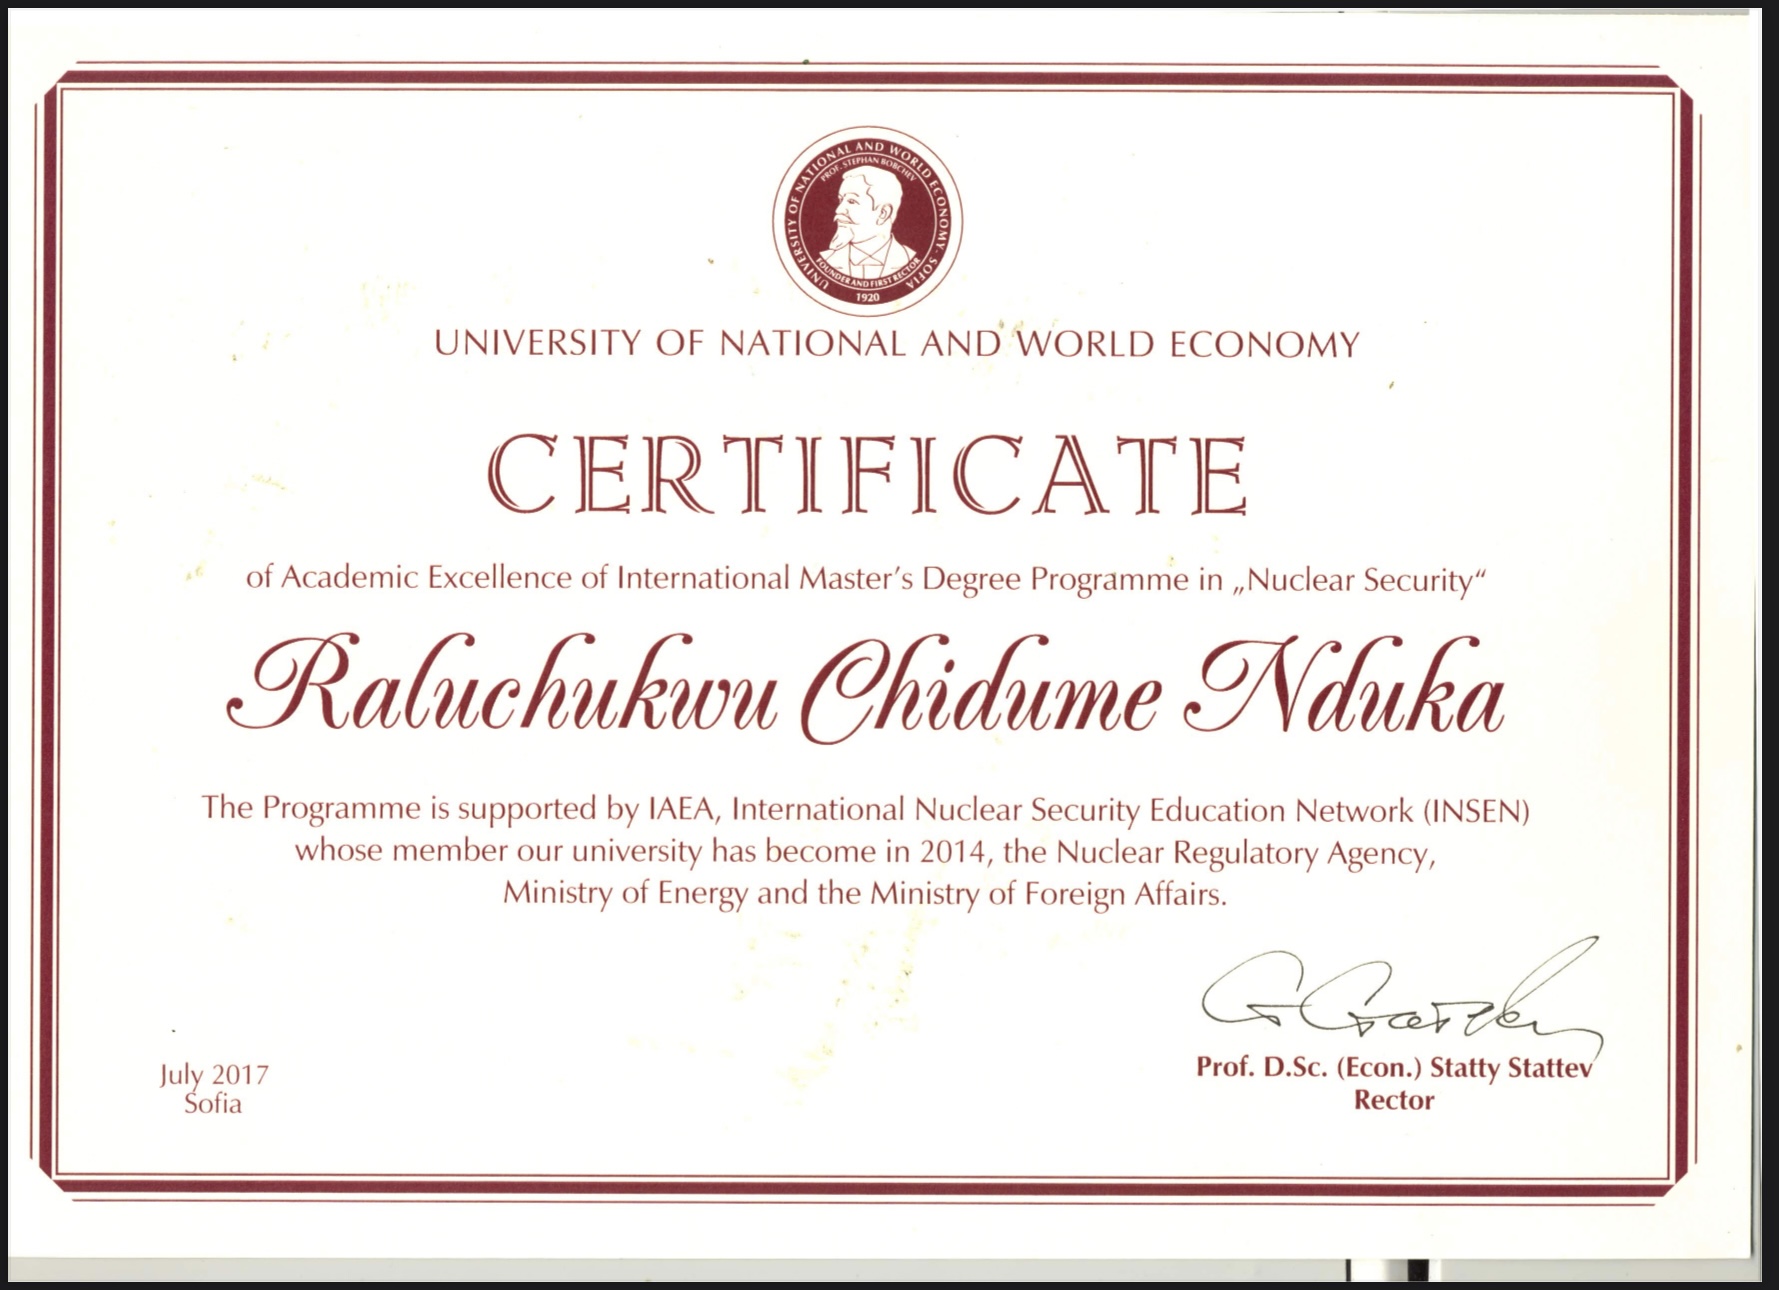 UNIVERSITY OF NATIONAL AND WORLD ECONOMY. SOFIA
PROF. STEPHAN BOBCHEV
FOUNDER AND FIRST RECTOR
1920
UNIVERSITY OF NATIONAL AND WORLD ECONOMY
CERTIFICATE
of Academic Excellence of International Master's Degree Programme in „Nuclear Security“
Raluchukwu Chidume Nduka
The Programme is supported by IAEA, International Nuclear Security Education Network (INSEN)
whose member our university has become in 2014, the Nuclear Regulatory Agency,
Ministry of Energy and the Ministry of Foreign Affairs.
July 2017
Sofia
Prof. D.Sc. (Econ.) Statty Stattev
Rector